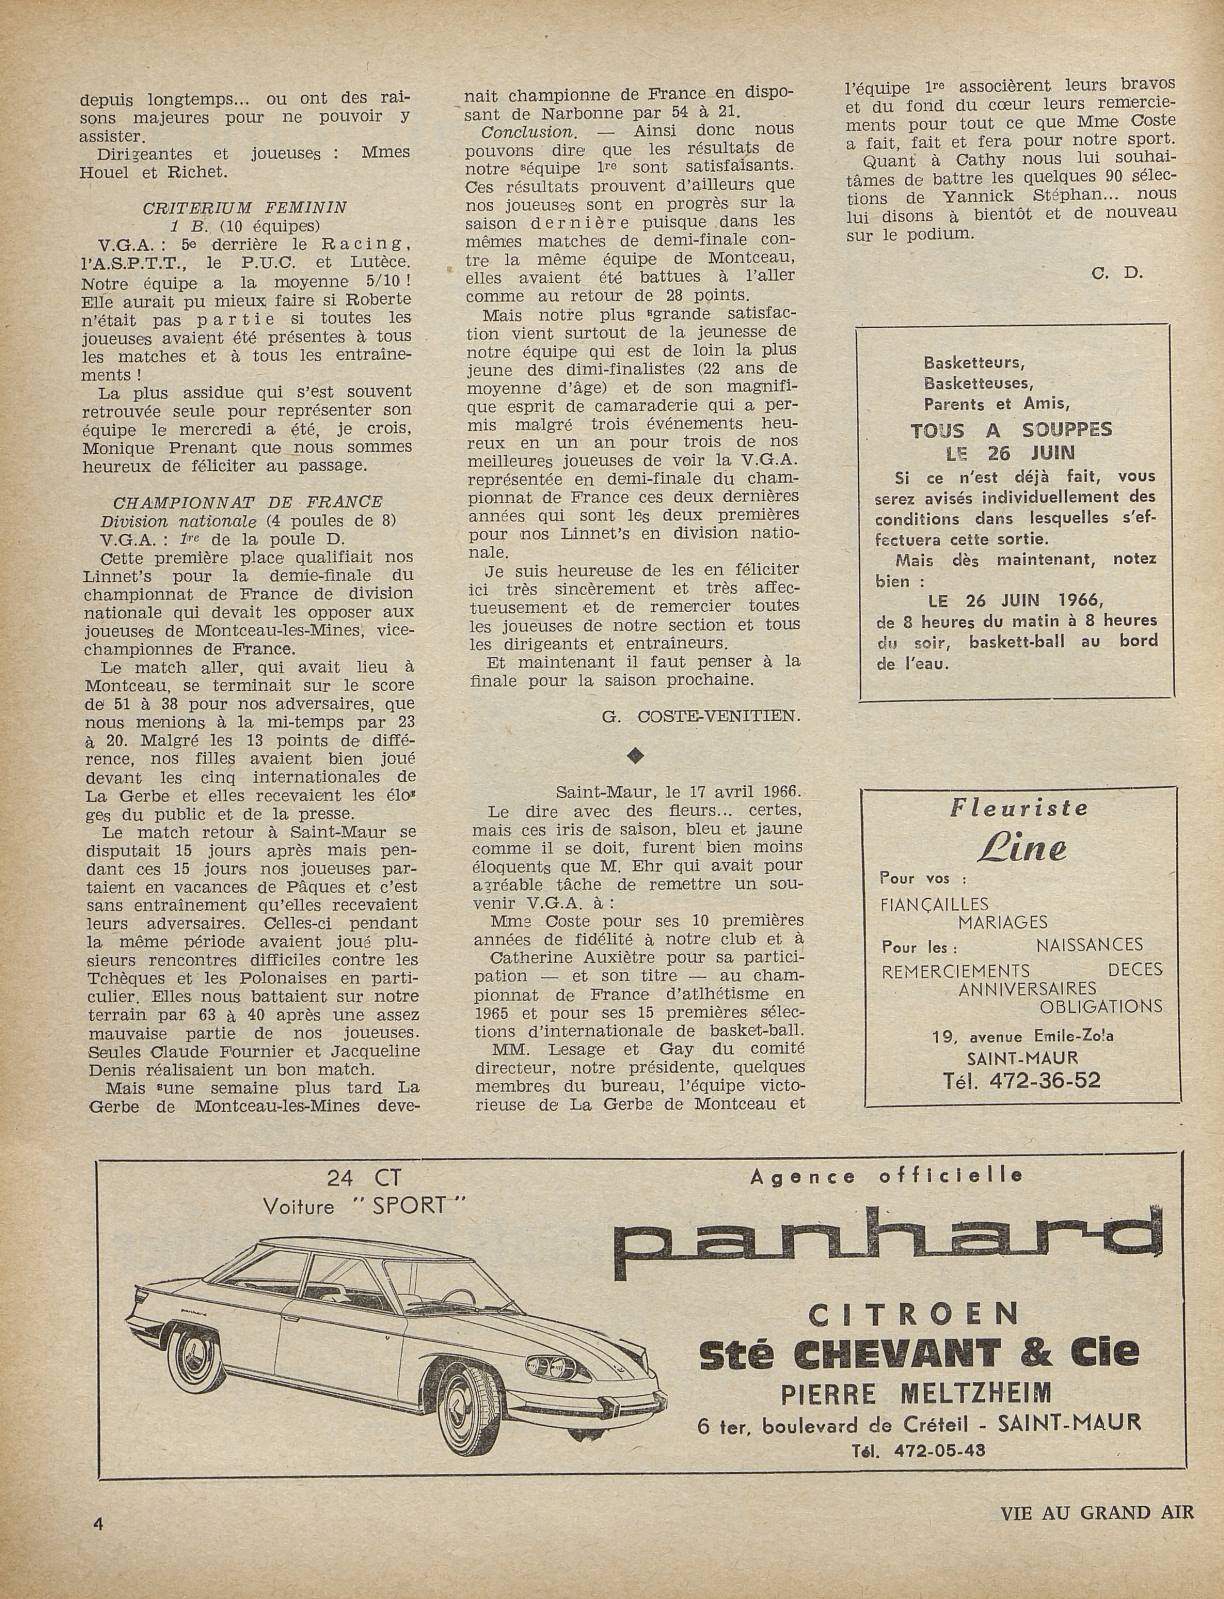 depuis longtemps... ou ont des rai-
sons majeures pour ne pouvoir y
assister.
Dirigeantes et joueuses : Mmes
Houel et Richet.
CRITERIUM FEMININ
1 B. (10 équipes)
V.G.A. : 5e derrière le Racing,
l'A.S.P.T.T., le P.U.C. et Lutèce.
Notre équipe a la moyenne 5/10 !
Elle aurait pu mieux faire si Roberte
n'était pas partie si toutes les
joueuses avaient été présentes à tous
les matches et à tous les entraîne-
ments !
La plus assidue qui s'est souvent
retrouvée seule pour représenter son
équipe le mercredi a été, je crois,
Monique Prenant que nous sommes
heureux de féliciter au passage.
CHAMPIONNAT DE FRANCE
Division nationale (4 poules de 8)
V.G.A. : 1re de la poule D.
Cette première place qualifiait nos
Linnet's pour la demie-finale du
championnat de France de division
nationale qui devait les opposer aux
joueuses de Montceau-les-Mines, vice-
championnes de France.
Le match aller, qui avait lieu à
Montceau, se terminait sur le score
de 51 à 38 pour nos adversaires, que
nous menions à la mi-temps par 23
à 20. Malgré les 13 points de diffé-
rence, nos filles avaient bien joué
devant les cinq internationales de
La Gerbe et elles recevaient les élo-
ges du public et de la presse.
Le match retour à Saint-Maur se
disputait 15 jours après mais pen-
dant ces 15 jours nos joueuses par-
taient en vacances de Pâques et c'est
sans entraînement qu'elles recevaient
leurs adversaires. Celles-ci pendant
la même période avaient joué plu-
sieurs rencontres difficiles contre les
Tchèques et les Polonaises en parti-
culier. Elles nous battaient sur notre
terrain par 63 à 40 après une assez
mauvaise partie de nos joueuses.
Seules Claude Fournier et Jacqueline
Denis réalisaient un bon match.
Mais une semaine plus tard La
Gerbe de Montceau-les-Mines deve-
nait championne de France en dispo-
sant de Narbonne par 54 à 21.
Conclusion. — Ainsi donc nous
pouvons dire que les résultats de
notre équipe 1re sont satisfaisants.
Ces résultats prouvent d'ailleurs que
nos joueuses sont en progrès sur la
saison dernière puisque dans les
mêmes matches de demi-finale con-
tre la même équipe de Montceau,
elles avaient été battues à l'aller
comme au retour de 28 points.
Mais notre plus grande satisfac-
tion vient surtout de la jeunesse de
notre équipe qui est de loin la plus
jeune des dimi-finalistes (22 ans de
moyenne d'âge) et de son magnifi-
que esprit de camaraderie qui a per-
mis malgré trois événements heu-
reux en un an pour trois de nos
meilleures joueuses de voir la V.G.A.
représentée en demi-finale du cham-
pionnat de France ces deux dernières
années qui sont les deux premières
pour nos Linnet's en division natio-
nale.
Je suis heureuse de les en féliciter
ici très sincèrement et très affec-
tueusement et de remercier toutes
les joueuses de notre section et tous
les dirigeants et entraîneurs.
Et maintenant il faut penser à la
finale pour la saison prochaine.
G. COSTE-VENITIEN.
◆
Saint-Maur, le 17 avril 1966.
Le dire avec des fleurs... certes,
mais ces iris de saison, bleu et jaune
comme il se doit, furent bien moins
éloquents que M. Ehr qui avait pour
agréable tâche de remettre un sou-
venir V.G.A. à :
Mme Coste pour ses 10 premières
années de fidélité à notre club et à
Catherine Auxiètre pour sa partici-
pation — et son titre — au cham-
pionnat de France d'atlhétisme en
1965 et pour ses 15 premières sélec-
tions d'internationale de basket-ball.
MM. Lesage et Gay du comité
directeur, notre présidente, quelques
membres du bureau, l'équipe victo-
rieuse de La Gerbe de Montceau et
l'équipe 1re associèrent leurs bravos
et du fond du cœur leurs remercie-
ments pour tout ce que Mme Coste
a fait, fait et fera pour notre sport.
Quant à Cathy nous lui souhai-
tâmes de battre les quelques 90 sélec-
tions de Yannick Stéphan... nous
lui disons à bientôt et de nouveau
sur le podium.
C. D.
Basketteurs,
Basketteuses,
Parents et Amis,
TOUS A SOUPPES
LE 26 JUIN
Si ce n'est déjà fait, vous
serez avisés individuellement des
conditions dans lesquelles s'ef-
fectuera cette sortie.
Mais dès maintenant, notez
bien :
LE 26 JUIN 1966,
de 8 heures du matin à 8 heures
du soir, baskett-ball au bord
de l'eau.
Fleuriste
Line
Pour vos :
FIANÇAILLES
MARIAGES
Pour les : NAISSANCES
REMERCIEMENTS DECES
ANNIVERSAIRES
OBLIGATIONS
19, avenue Emile-Zola
SAINT-MAUR
Tél. 472-36-52
24 CT
Voiture "SPORT"
panhard
Agence officielle
panhard
CITROEN
Sté CHEVANT & Cie
PIERRE MELTZHEIM
6 ter, boulevard de Créteil - SAINT-MAUR
Tél. 472-05-43
4
VIE AU GRAND AIR